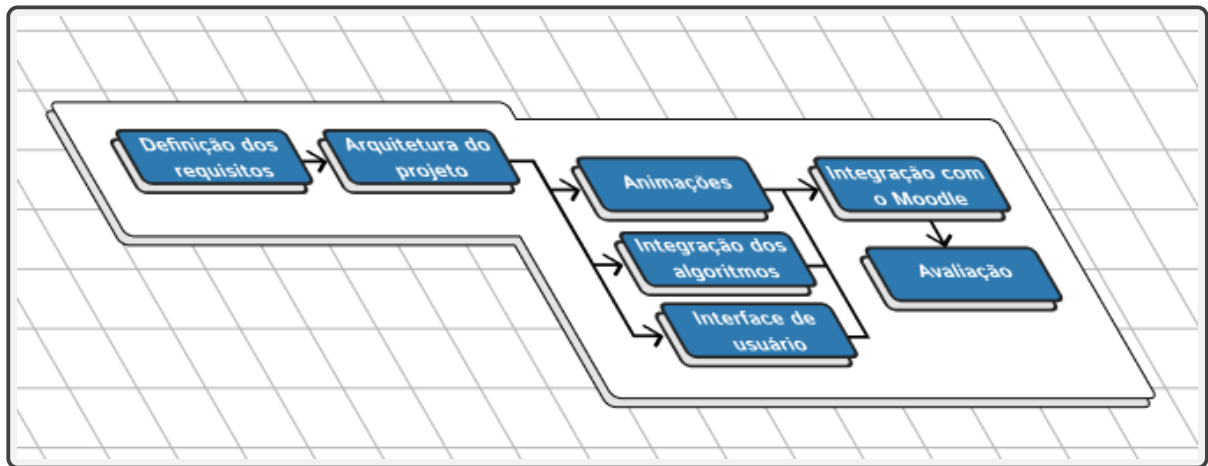 Definição dos
requisitos
Arquitetura do
projeto
Animações
Integração dos
algoritmos
Interface de
usuário
Integração com
o Moodle
Avaliação